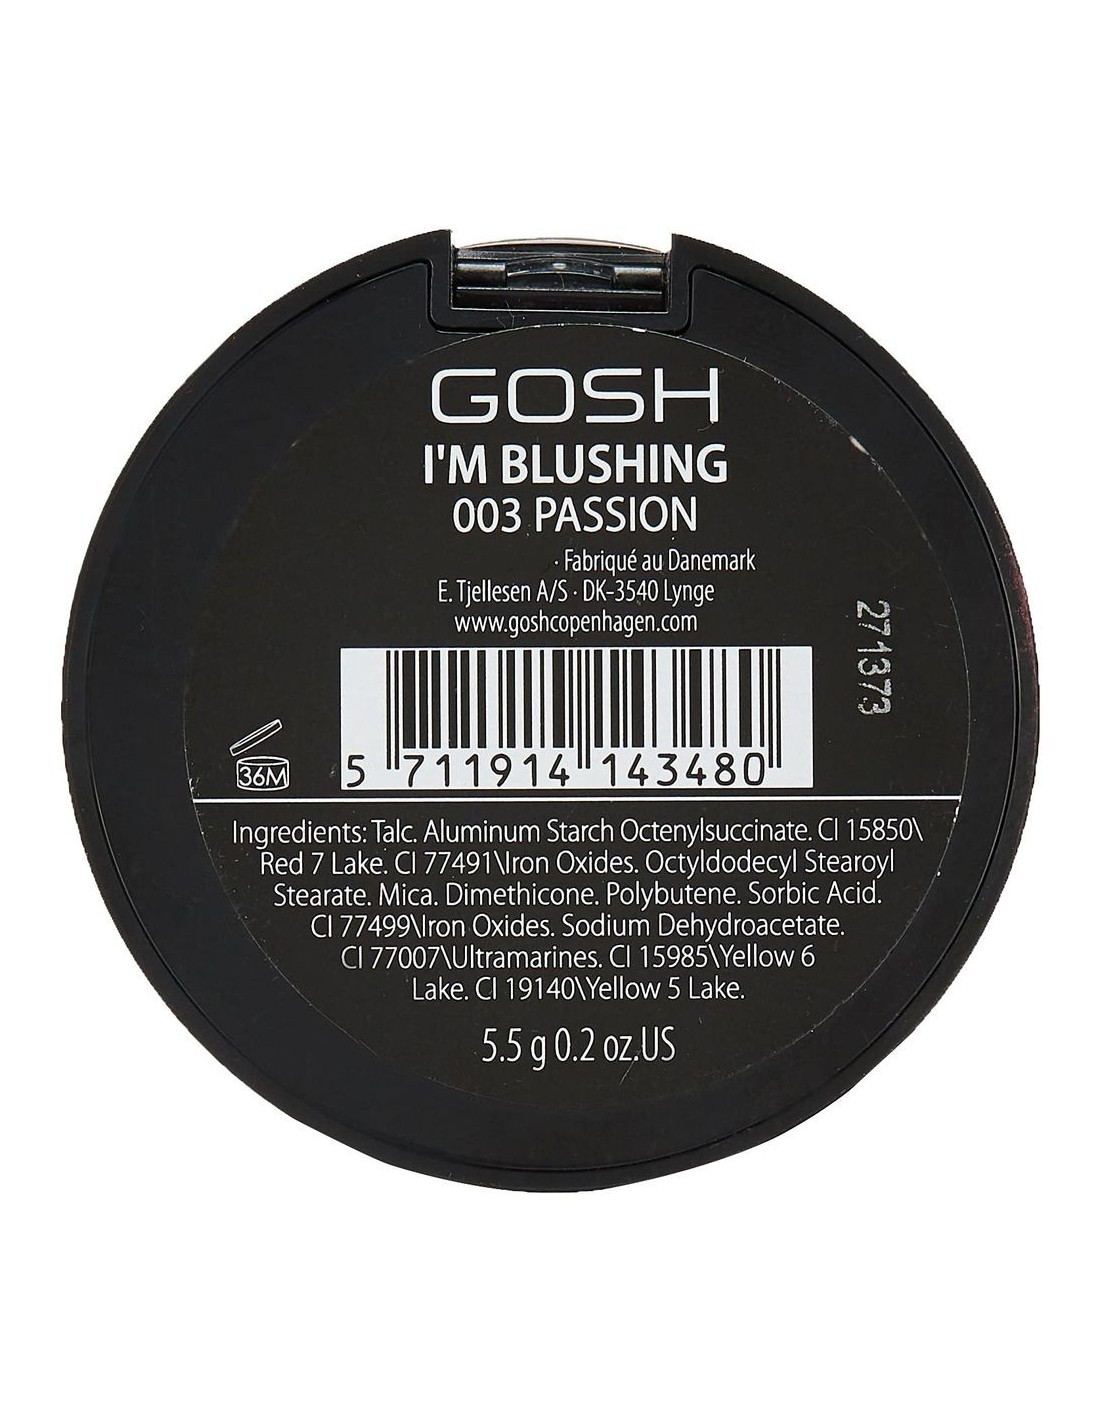 GOSH
I'M BLUSHING
003 PASSION
· Fabriqué au Danemark
E. Tjellesen A/S · DK-3540 Lynge
www.goshcopenhagen.com
271373
5 711914 143480
36M
Ingredients: Talc. Aluminum Starch Octenylsuccinate. CI 15850\
Red 7 Lake. CI 77491\Iron Oxides. Octyldodecyl Stearoyl
Stearate. Mica. Dimethicone. Polybutene. Sorbic Acid.
CI 77499\Iron Oxides. Sodium Dehydroacetate.
CI 77007\Ultramarines. CI 15985\Yellow 6
Lake. CI 19140\Yellow 5 Lake.
5.5 g 0.2 oz.US